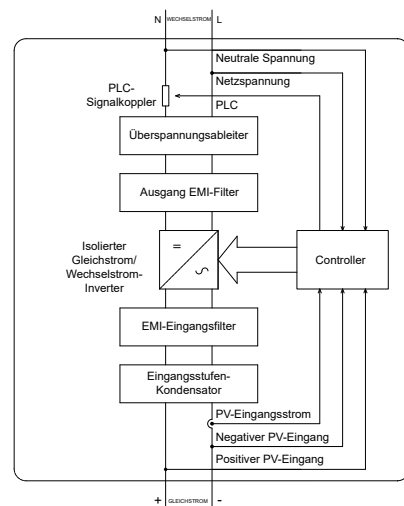 N WECHSELSTROM L
Neutrale Spannung
Netzspannung
PLC-
Signalkoppler
PLC
Überspannungsableiter
Ausgang EMI-Filter
Isolierter
Gleichstrom/
Wechselstrom-
Inverter
=
Controller
EMI-Eingangsfilter
Eingangsstufen-
Kondensator
PV-Eingangsstrom
Negativer PV-Eingang
Positiver PV-Eingang
+ GLEICHSTROM -